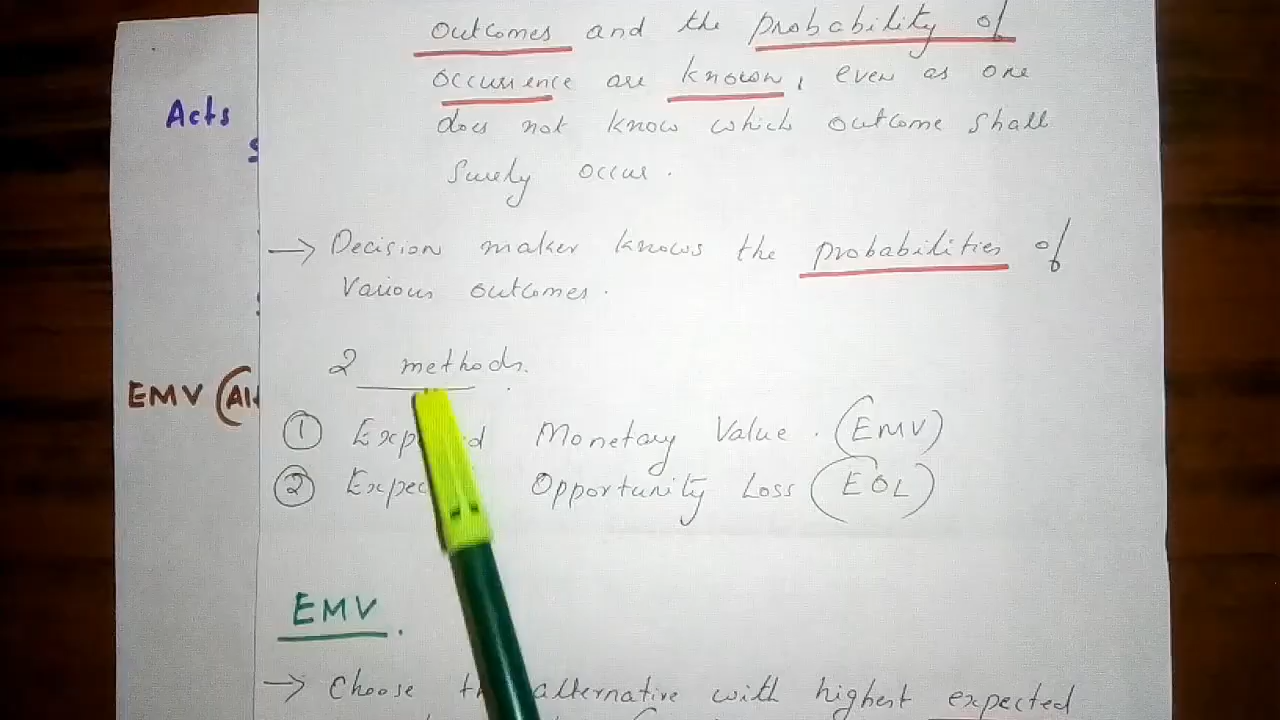 outcomes and the probability of
occurrence are known, even as one
does not know which outcome shall
surely occur.
→ Decision maker knows the probabilities of
various outcomes.
2 methods.
① Monetary Value. (EMV)
② Opportunity Loss (EOL)
EMV.
→ Choose alternative with highest expected
Acts
EMV